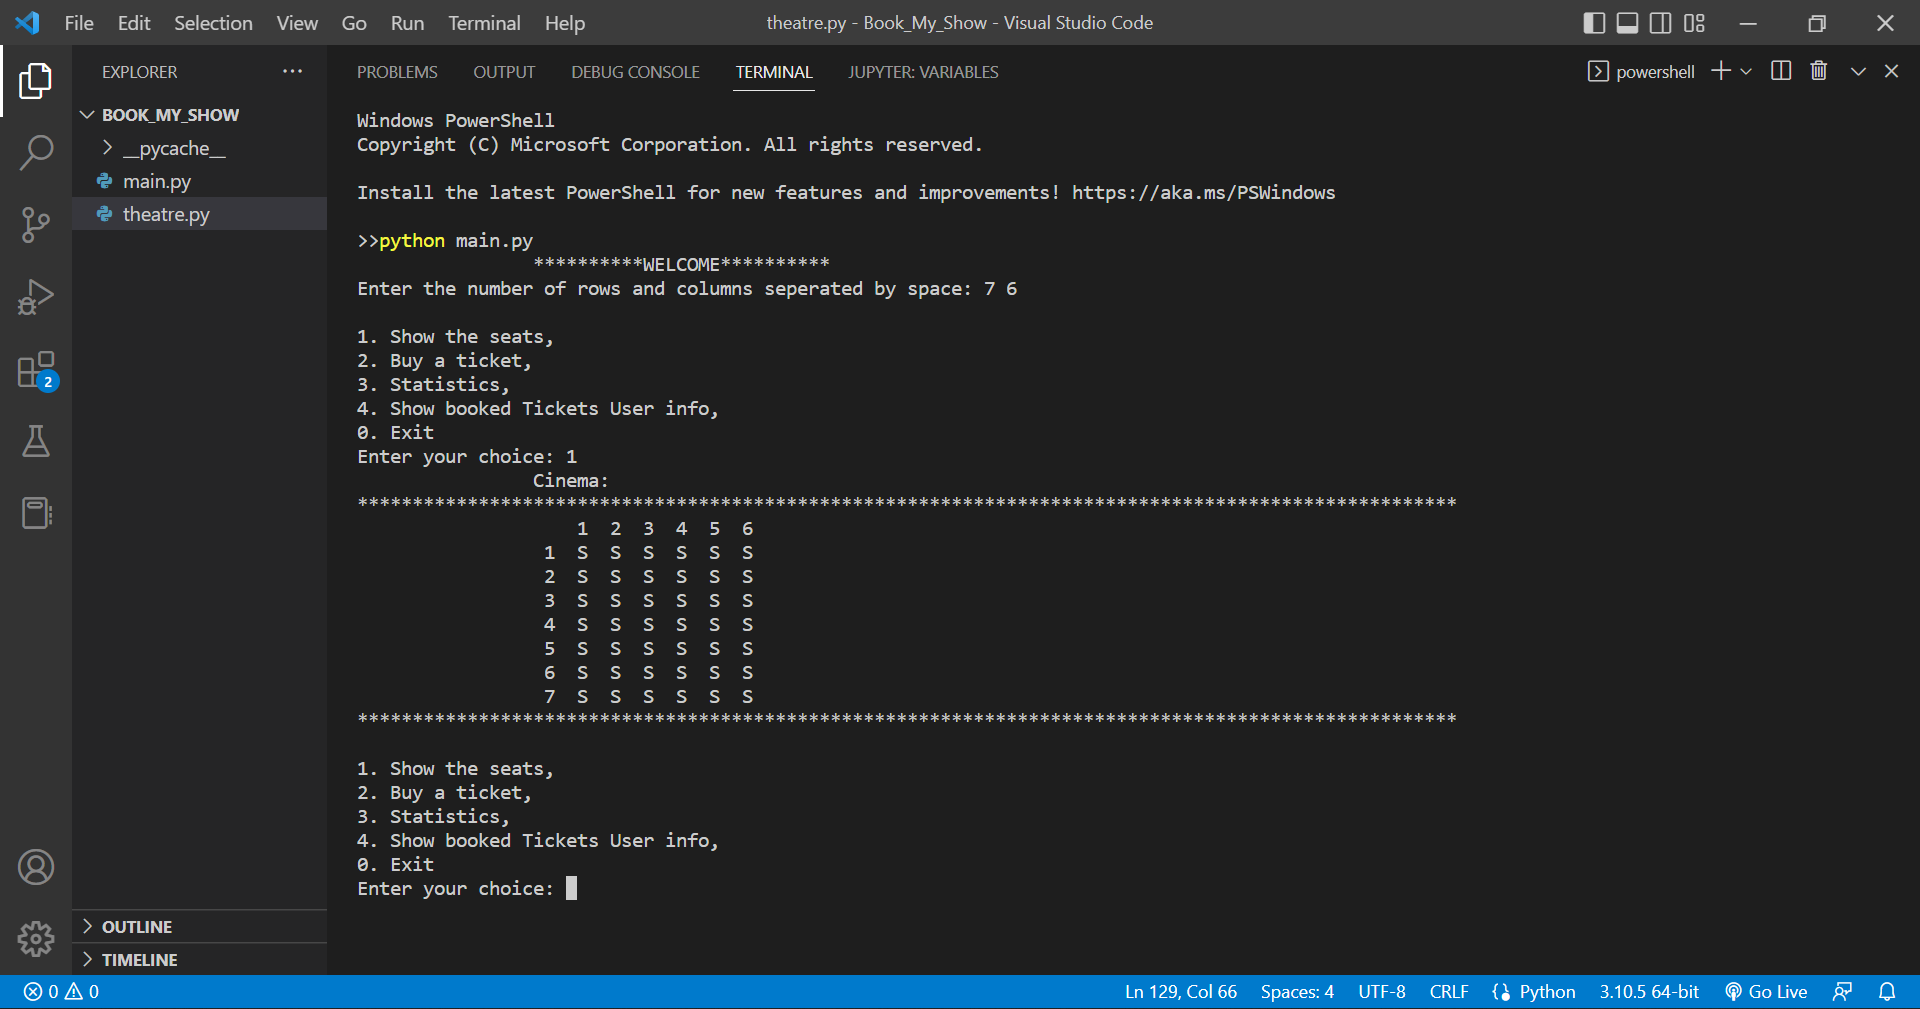 File Edit Selection View Go Run Terminal Help theatre.py - Book_My_Show - Visual Studio Code
EXPLORER
BOOK_MY_SHOW
__pycache__
main.py
theatre.py
OUTLINE
TIMELINE
2
PROBLEMS OUTPUT DEBUG CONSOLE TERMINAL JUPYTER: VARIABLES powershell
Windows PowerShell
Copyright (C) Microsoft Corporation. All rights reserved.
Install the latest PowerShell for new features and improvements! https://aka.ms/PSWindows
>>python main.py
**********WELCOME**********
Enter the number of rows and columns seperated by space: 7 6
1. Show the seats,
2. Buy a ticket,
3. Statistics,
4. Show booked Tickets User info,
0. Exit
Enter your choice: 1
Cinema:
****************************************************************************************************
1 2 3 4 5 6
1 S S S S S S
2 S S S S S S
3 S S S S S S
4 S S S S S S
5 S S S S S S
6 S S S S S S
7 S S S S S S
****************************************************************************************************
1. Show the seats,
2. Buy a ticket,
3. Statistics,
4. Show booked Tickets User info,
0. Exit
Enter your choice:
0 0 Ln 129, Col 66 Spaces: 4 UTF-8 CRLF Python 3.10.5 64-bit Go Live